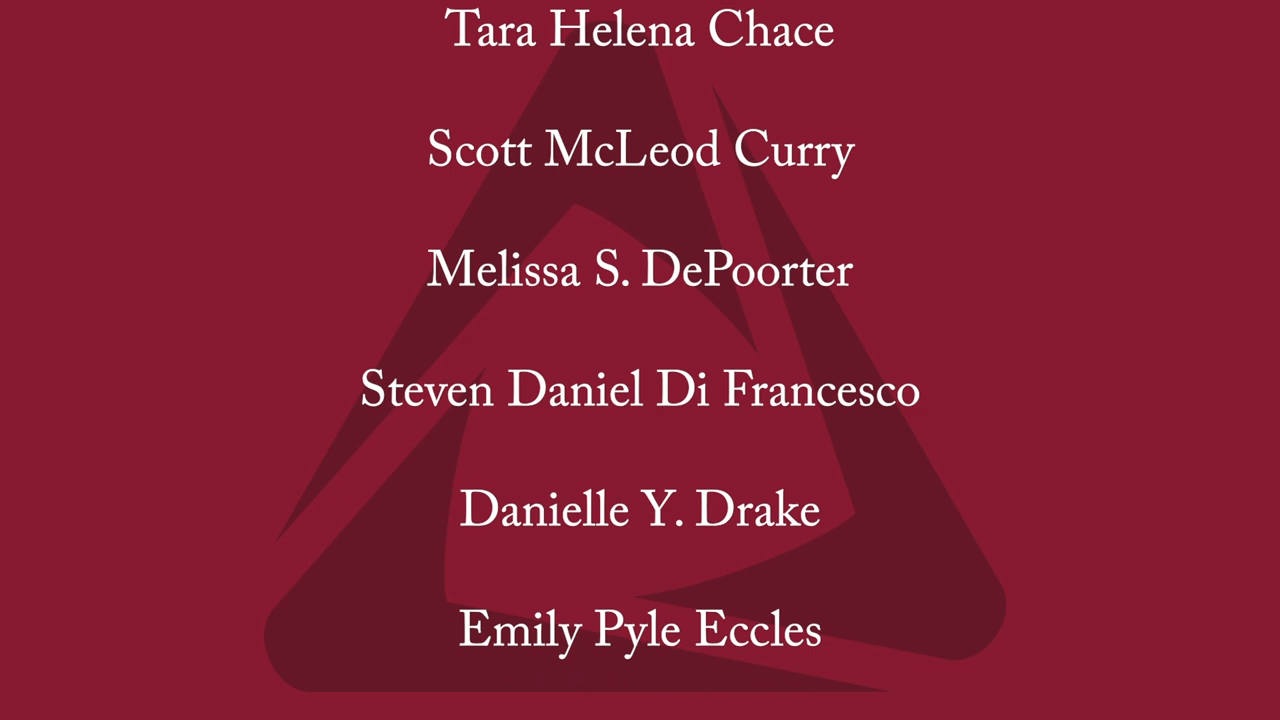 Tara Helena Chace
Scott McLeod Curry
Melissa S. DePoorter
Steven Daniel Di Francesco
Danielle Y. Drake
Emily Pyle Eccles